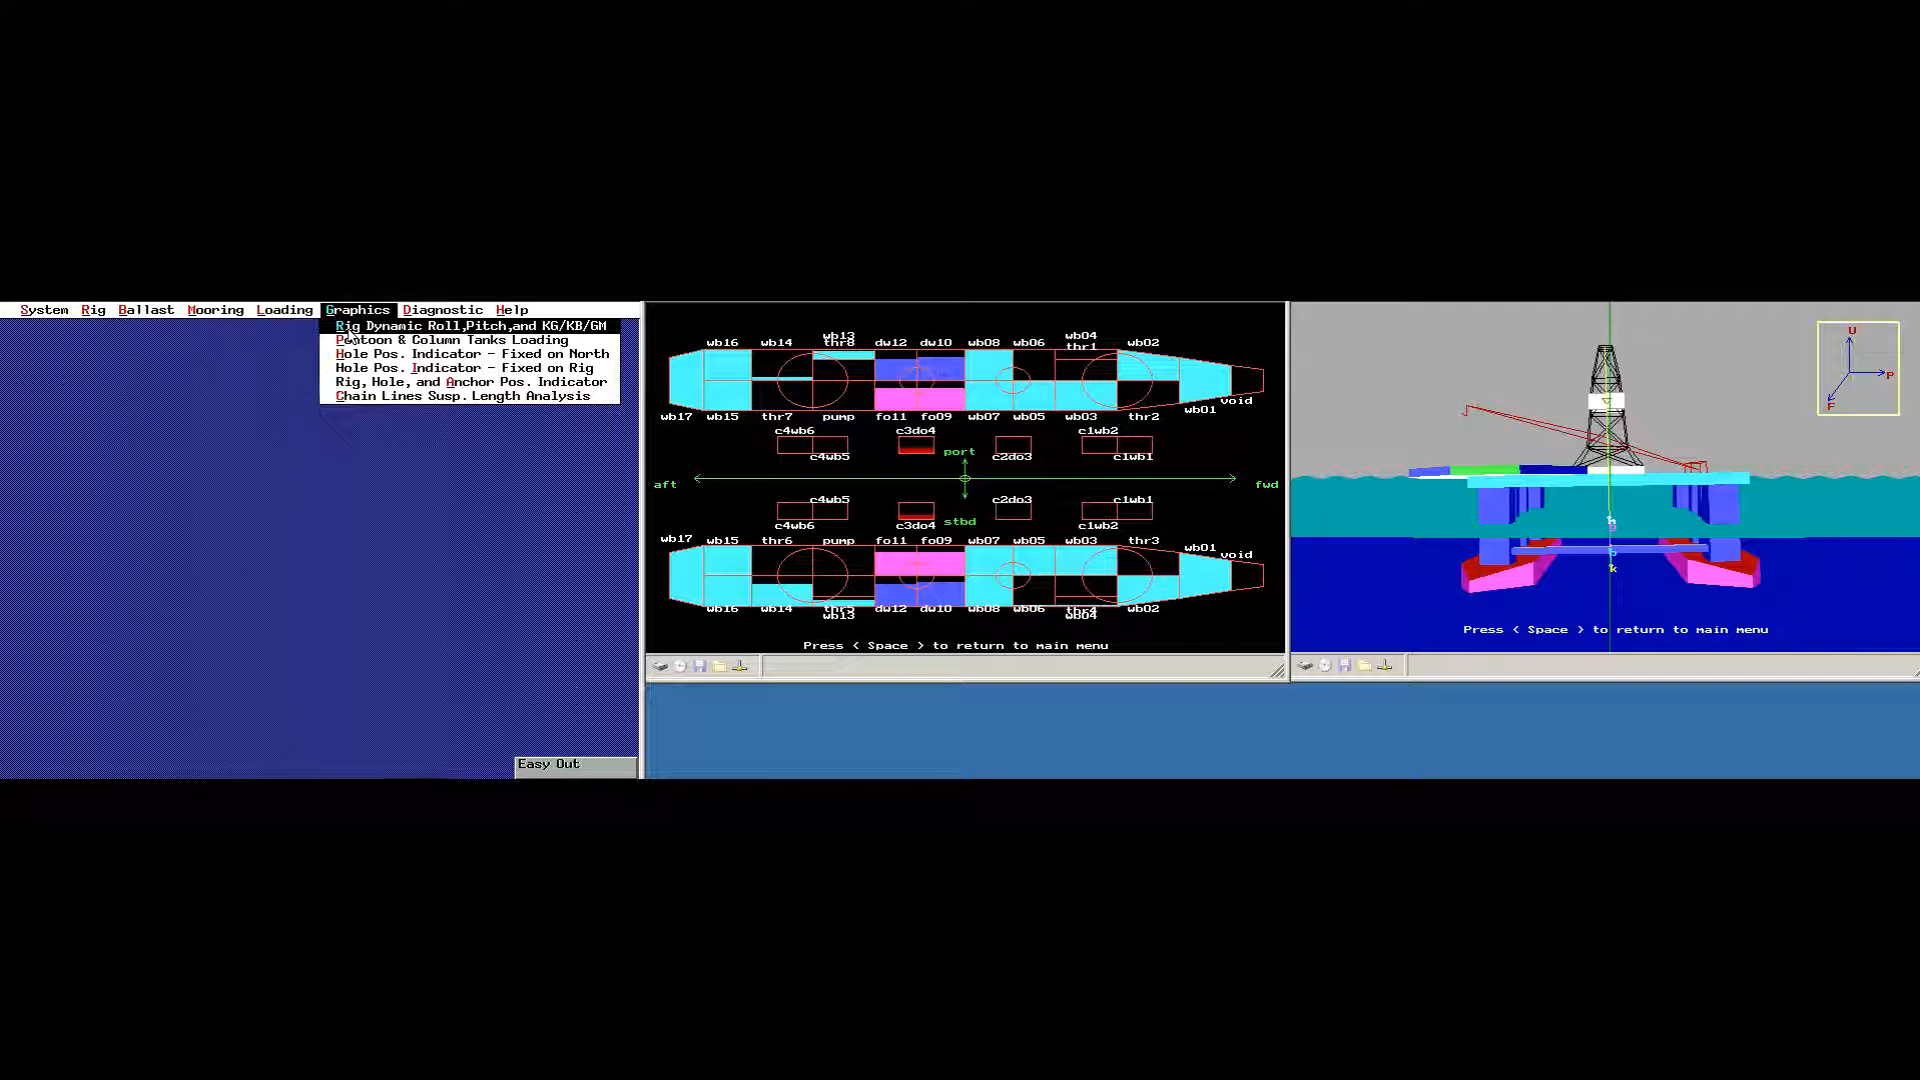 System Rig Ballast Mooring Loading Graphics Diagnostic Help
Rig Dynamic Roll,Pitch,and KG/KB/GM
Pontoon & Column Tanks Loading
Hole Pos. Indicator - Fixed on North
Hole Pos. Indicator - Fixed on Rig
Rig, Hole, and Anchor Pos. Indicator
Chain Lines Susp. Length Analysis
Easy Out
wb13 wb04
wb16 wb14 thr8 dw12 dw10 wb08 wb06 thr1 wb02
void
wb17 wb15 thr7 pump fo11 fo09 wb07 wb05 wb03 thr2 wb01
c4wb6 c3do4 c1wb2
port
c4wb5 c2do3 c1wb1
aft fwd
c4wb5 c2do3 c1wb1
stbd
c4wb6 c3do4 c1wb2
wb17 wb15 thr6 pump fo11 fo09 wb07 wb05 wb03 thr3 wb01
void
wb16 wb14 thr5 dw12 dw10 wb08 wb06 thr4 wb02
wb13 wb04
Press < Space > to return to main menu
U
P
F
b
k
Press < Space > to return to main menu